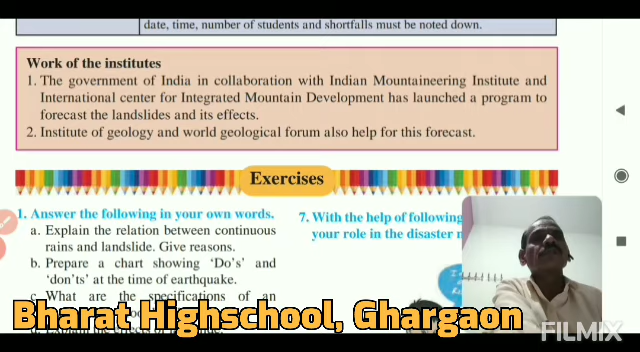 date, time, number of students and shortfalls must be noted down.
Work of the institutes
1. The government of India in collaboration with Indian Mountaineering Institute and
International center for Integrated Mountain Development has launched a program to
forecast the landslides and its effects.
2. Institute of geology and world geological forum also help for this forecast.
Exercises
1. Answer the following in your own words.
a. Explain the relation between continuous
rains and landslide. Give reasons.
b. Prepare a chart showing 'Do's' and
'don'ts' at the time of earthquake.
c. What are the specifications of an
7. With the help of following
your role in the disaster
Bharat Highschool, Ghargaon
FILMIX